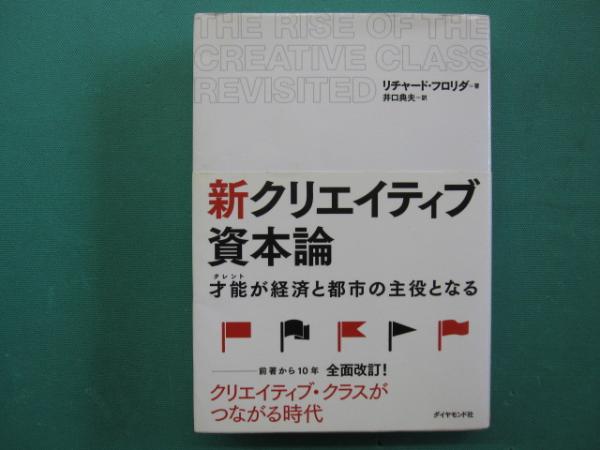 THE RISE OF THE
CREATIVE CLASS
REVISITED
リチャード・フロリダ—著
井口典夫—訳
新クリエイティブ
資本論
タレント
才能が経済と都市の主役となる
前著から10年 全面改訂!
クリエイティブ・クラスが
つながる時代
ダイヤモンド社